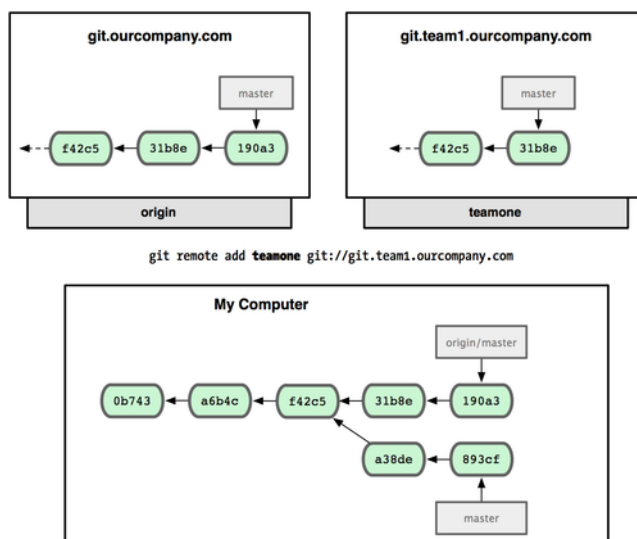 git.ourcompany.com
master
f42c5 31b8e 190a3
origin
git.team1.ourcompany.com
master
f42c5 31b8e
teamone
git remote add teamone git://git.team1.ourcompany.com
My Computer
origin/master
0b743 a6b4c f42c5 31b8e 190a3
a38de 893cf
master